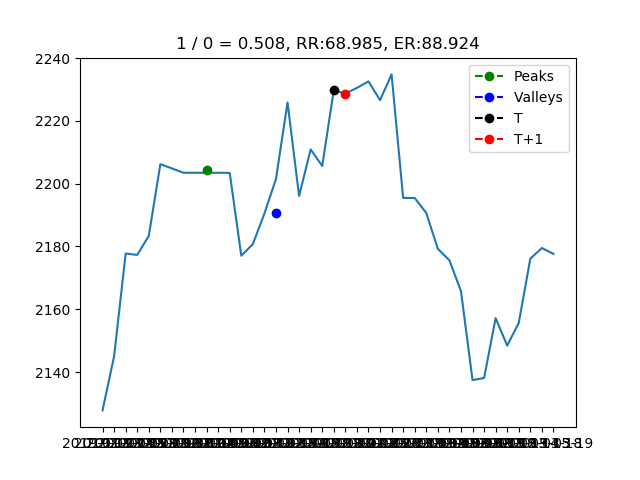 1 / 0 = 0.508, RR:68.985, ER:88.924
2240
2220
2200
2180
2160
2140
Peaks
Valleys
T
T+1